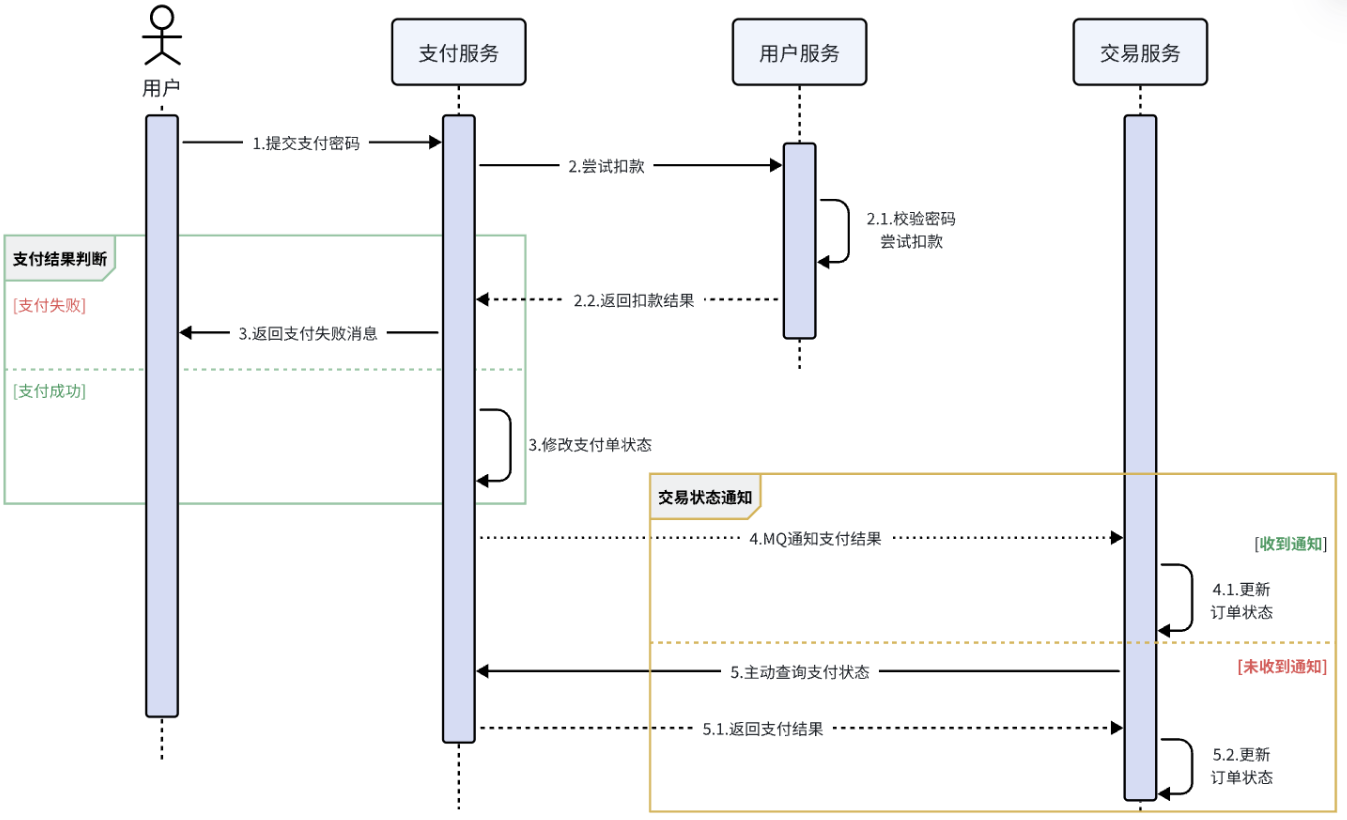 用户
支付服务
用户服务
交易服务
1.提交支付密码
2.尝试扣款
2.1.校验密码
尝试扣款
支付结果判断
[支付失败]
2.2.返回扣款结果
3.返回支付失败消息
[支付成功]
3.修改支付单状态
交易状态通知
4.MQ通知支付结果
[收到通知]
4.1.更新
订单状态
[未收到通知]
5.主动查询支付状态
5.1.返回支付结果
5.2.更新
订单状态